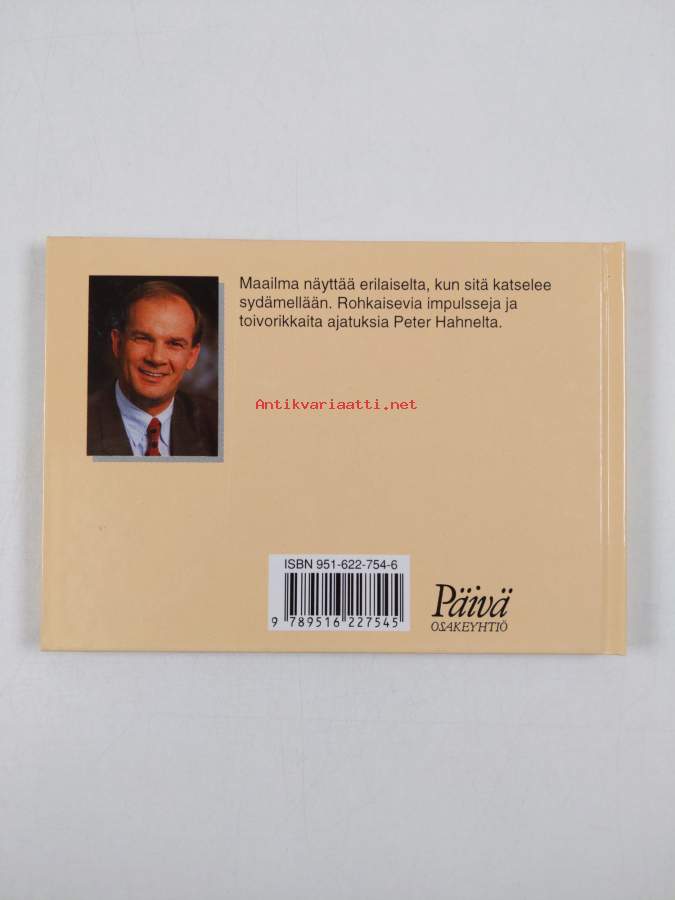 Maailma näyttää erilaiselta, kun sitä katselee
sydämellään. Rohkaisevia impulsseja ja
toivorikkaita ajatuksia Peter Hahnelta.
Antikvariaatti.net
ISBN 951-622-754-6
9 789516 227545
Päivä
OSAKEYHTIÖ